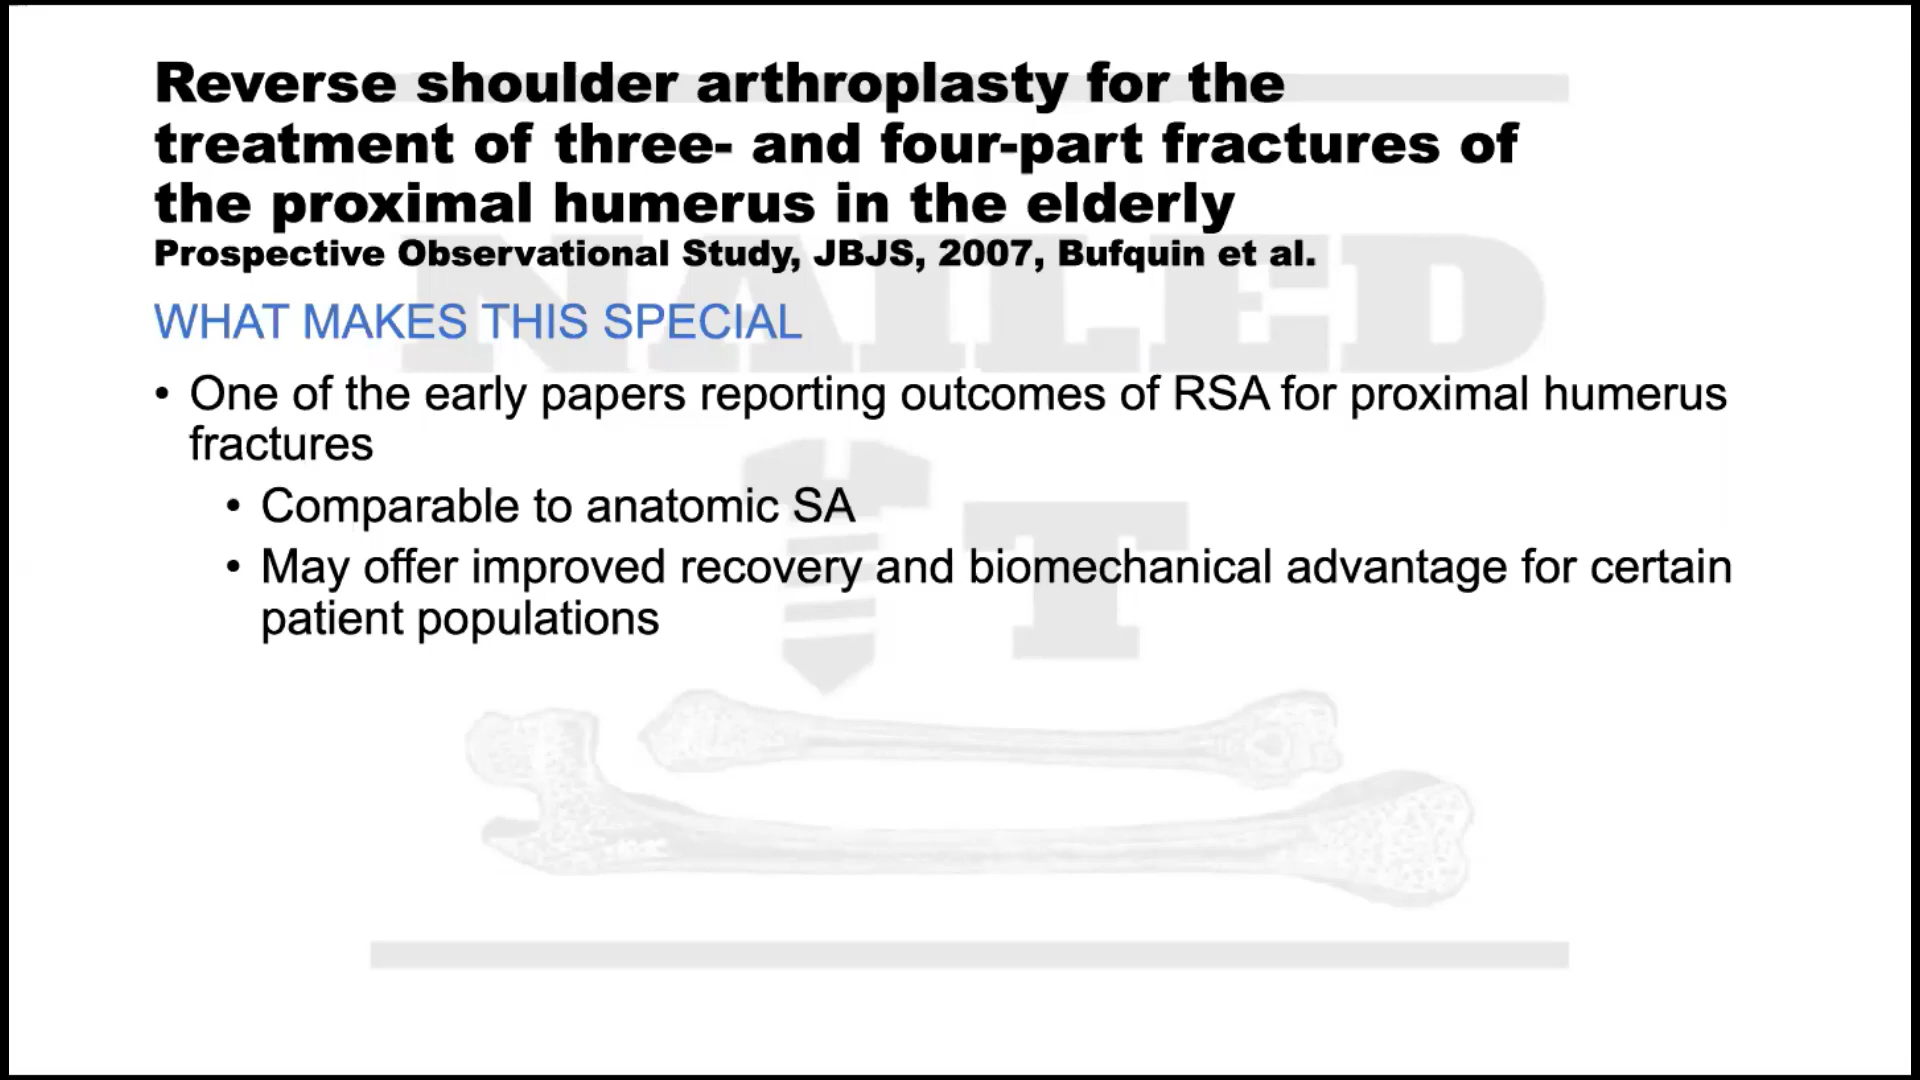 Reverse shoulder arthroplasty for the
treatment of three- and four-part fractures of
the proximal humerus in the elderly
Prospective Observational Study, JBJS, 2007, Bufquin et al.
WHAT MAKES THIS SPECIAL
• One of the early papers reporting outcomes of RSA for proximal humerus
fractures
• Comparable to anatomic SA
• May offer improved recovery and biomechanical advantage for certain
patient populations
NAILED
T